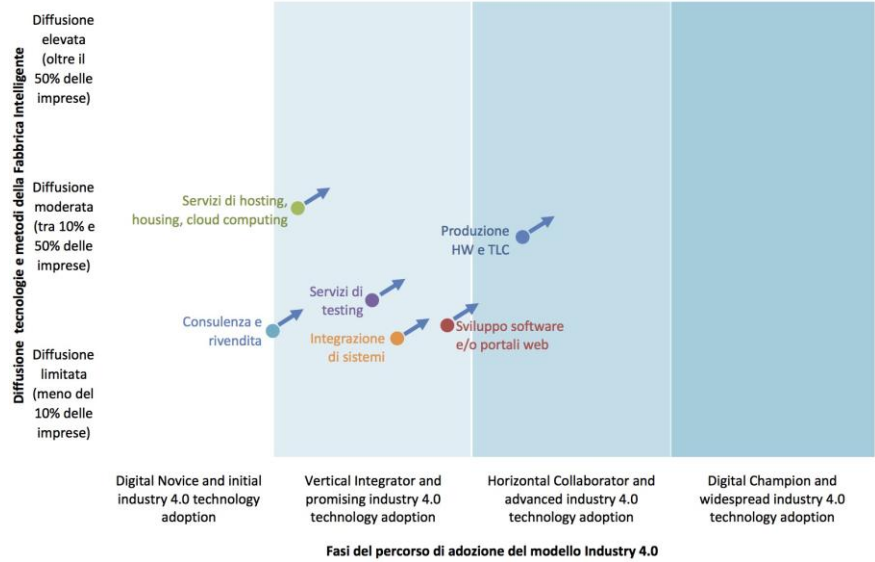 Diffusione tecnologie e metodi della Fabbrica Intelligente
Diffusione
elevata
(oltre il
50% delle
imprese)
Diffusione
moderata
(tra 10% e
50% delle
imprese)
Diffusione
limitata
(meno del
10% delle
imprese)
Servizi di hosting,
housing, cloud computing
Produzione
HW e TLC
Servizi di
testing
Consulenza e
rivendita
Integrazione
di sistemi
Sviluppo software
e/o portali web
Digital Novice and initial
industry 4.0 technology
adoption
Vertical Integrator and
promising industry 4.0
technology adoption
Horizontal Collaborator and
advanced industry 4.0
technology adoption
Digital Champion and
widespread industry 4.0
technology adoption
Fasi del percorso di adozione del modello Industry 4.0